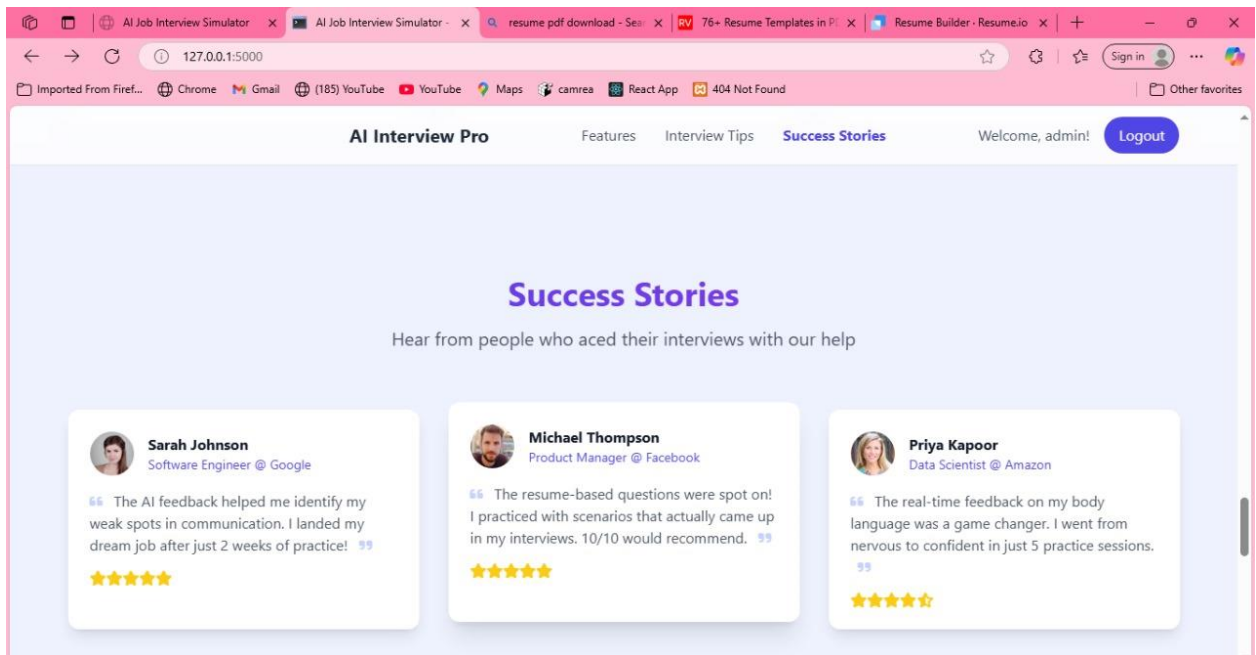 AI Job Interview Simulator
AI Job Interview Simulator -
resume pdf download - Sear
RV 76+ Resume Templates in P
Resume Builder · Resume.io
127.0.0.1:5000
Sign in
Imported From Firef...
Chrome
Gmail
(185) YouTube
YouTube
Maps
camrea
React App
404 Not Found
Other favorites
AI Interview Pro
Features
Interview Tips
Success Stories
Welcome, admin!
Logout
Success Stories
Hear from people who aced their interviews with our help
Sarah Johnson
Software Engineer @ Google
“ The AI feedback helped me identify my
weak spots in communication. I landed my
dream job after just 2 weeks of practice! ”
Michael Thompson
Product Manager @ Facebook
“ The resume-based questions were spot on!
I practiced with scenarios that actually came up
in my interviews. 10/10 would recommend. ”
Priya Kapoor
Data Scientist @ Amazon
“ The real-time feedback on my body
language was a game changer. I went from
nervous to confident in just 5 practice sessions.
”